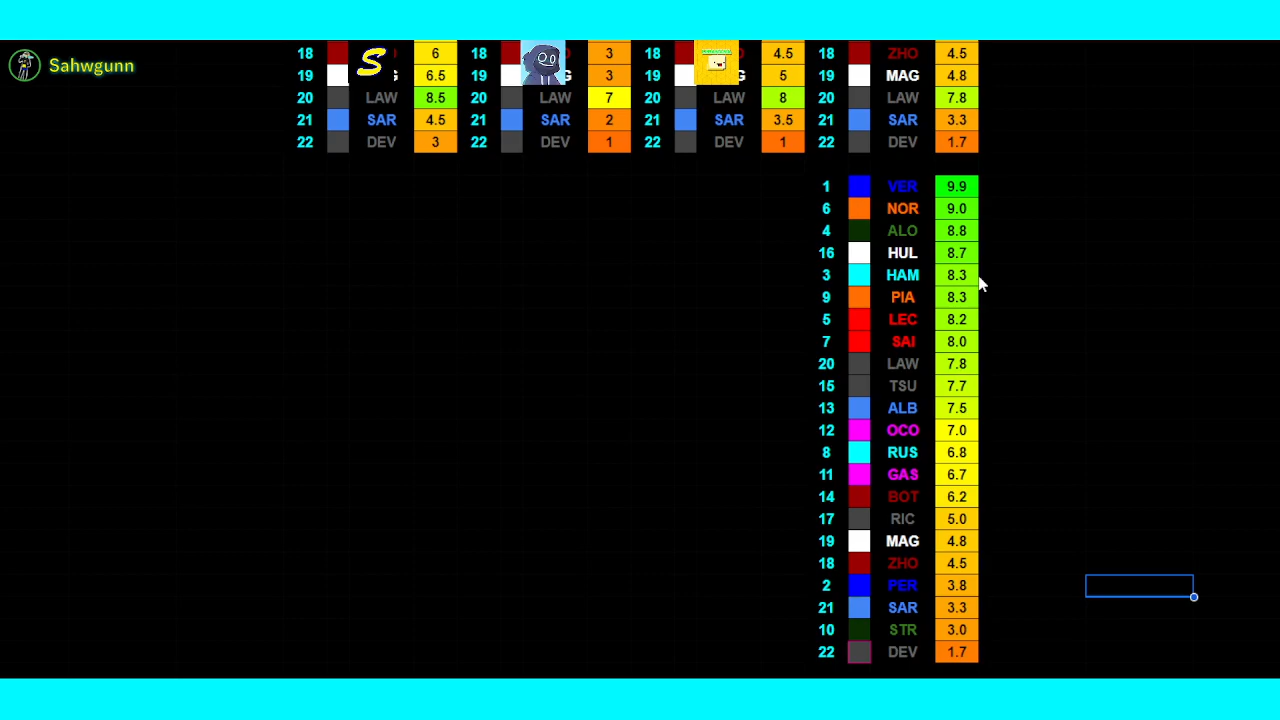 Sahwgunn
18 6 18 3 18 4.5 18 ZHO 4.5
19 6.5 19 3 19 5 19 MAG 4.8
20 LAW 8.5 20 LAW 7 20 LAW 8 20 LAW 7.8
21 SAR 4.5 21 SAR 2 21 SAR 3.5 21 SAR 3.3
22 DEV 3 22 DEV 1 22 DEV 1 22 DEV 1.7
1 VER 9.9
6 NOR 9.0
4 ALO 8.8
16 HUL 8.7
3 HAM 8.3
9 PIA 8.3
5 LEC 8.2
7 SAI 8.0
20 LAW 7.8
15 TSU 7.7
13 ALB 7.5
12 OCO 7.0
8 RUS 6.8
11 GAS 6.7
14 BOT 6.2
17 RIC 5.0
19 MAG 4.8
18 ZHO 4.5
2 PER 3.8
21 SAR 3.3
10 STR 3.0
22 DEV 1.7